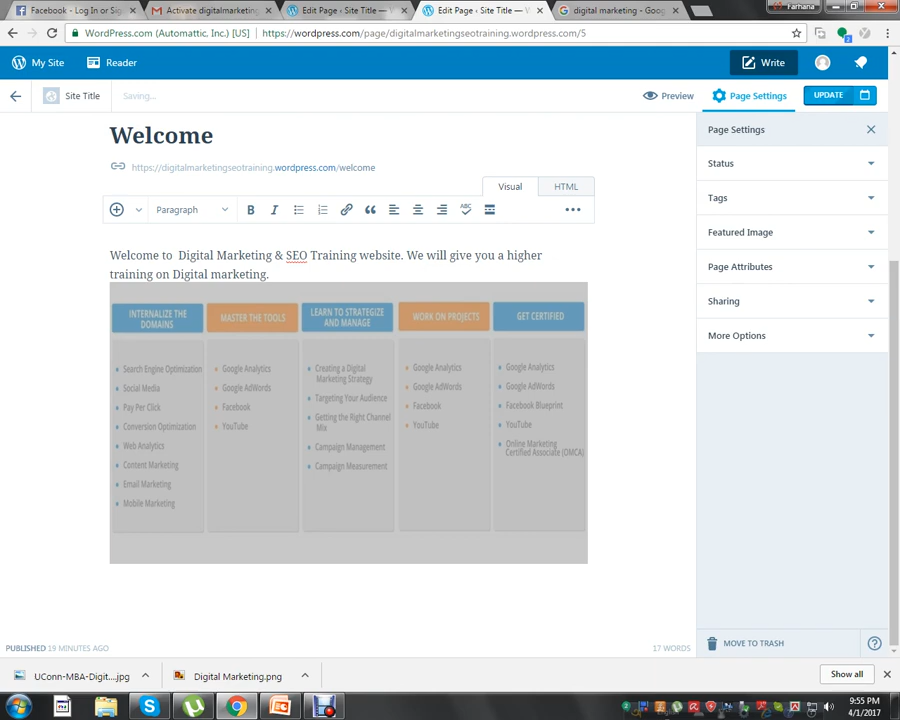 Facebook - Log In or Sig
Activate digitalmarketing
Edit Page ‹ Site Title —
Edit Page ‹ Site Title — W
digital marketing - Goog
Farhana
WordPress.com (Automattic, Inc.) [US]
https://wordpress.com/page/digitalmarketingseotraining.wordpress.com/5
2
My Site
Reader
Write
Site Title
Saving...
Preview
Page Settings
UPDATE
Welcome
https://digitalmarketingseotraining.wordpress.com/welcome
Visual
HTML
Paragraph
B
I
ABC
Welcome to  Digital Marketing & SEO Training website. We will give you a higher
training on Digital marketing.
INTERNALIZE THE
DOMAINS
Search Engine Optimization
Social Media
Pay Per Click
Conversion Optimization
Web Analytics
Content Marketing
Email Marketing
Mobile Marketing
MASTER THE TOOLS
Google Analytics
Google AdWords
Facebook
YouTube
LEARN TO STRATEGIZE
AND MANAGE
Creating a Digital
Marketing Strategy
Targeting Your Audience
Getting the Right Channel
Mix
Campaign Management
Campaign Measurement
WORK ON PROJECTS
Google Analytics
Google AdWords
Facebook
YouTube
GET CERTIFIED
Google Analytics
Google AdWords
Facebook Blueprint
YouTube
Online Marketing
Certified Associate (OMCA)
Page Settings
Status
Tags
Featured Image
Page Attributes
Sharing
More Options
PUBLISHED 19 MINUTES AGO
17 WORDS
MOVE TO TRASH
UConn-MBA-Digit....jpg
Digital Marketing.png
Show all
9:55 PM
4/1/2017